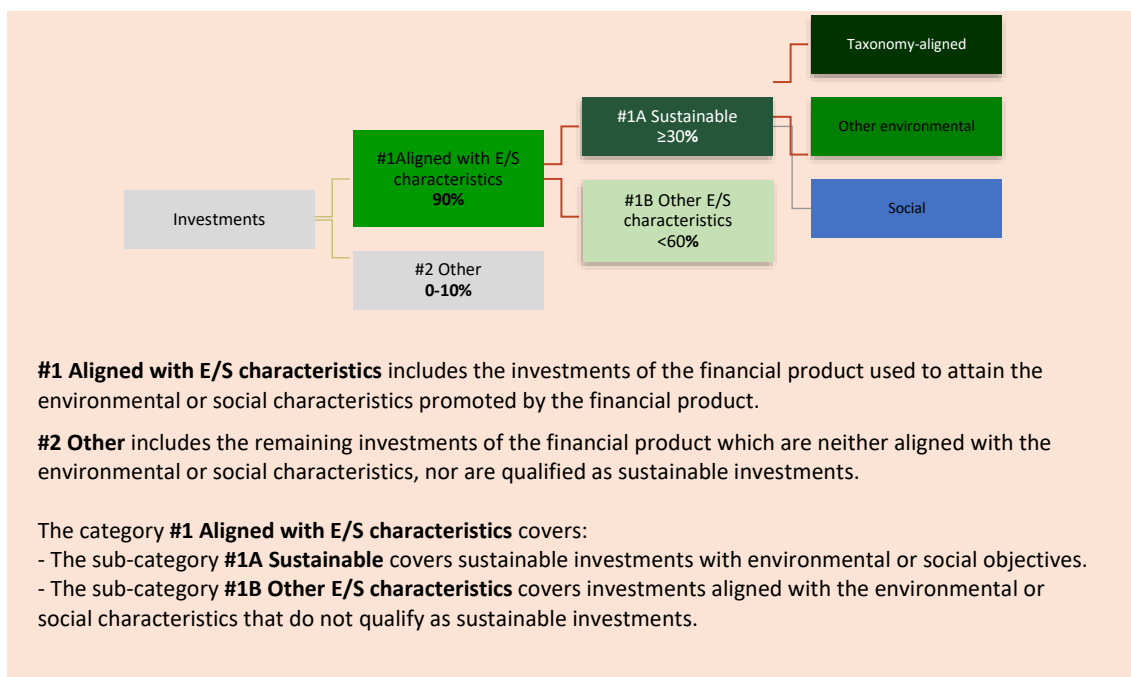 Taxonomy-aligned
#1A Sustainable
≥30%
Other environmental
#1Aligned with E/S
characteristics
90%
#1B Other E/S
characteristics
<60%
Investments
Social
#2 Other
0-10%
#1 Aligned with E/S characteristics includes the investments of the financial product used to attain the
environmental or social characteristics promoted by the financial product.
#2 Other includes the remaining investments of the financial product which are neither aligned with the
environmental or social characteristics, nor are qualified as sustainable investments.
The category #1 Aligned with E/S characteristics covers:
- The sub-category #1A Sustainable covers sustainable investments with environmental or social objectives.
- The sub-category #1B Other E/S characteristics covers investments aligned with the environmental or
social characteristics that do not qualify as sustainable investments.